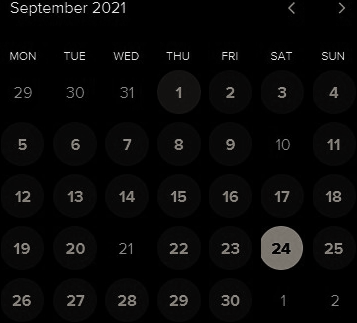 September 2021
MON TUE WED THU FRI SAT SUN
29 30 31 1 2 3 4
5 6 7 8 9 10 11
12 13 14 15 16 17 18
19 20 21 22 23 24 25
26 27 28 29 30 1 2